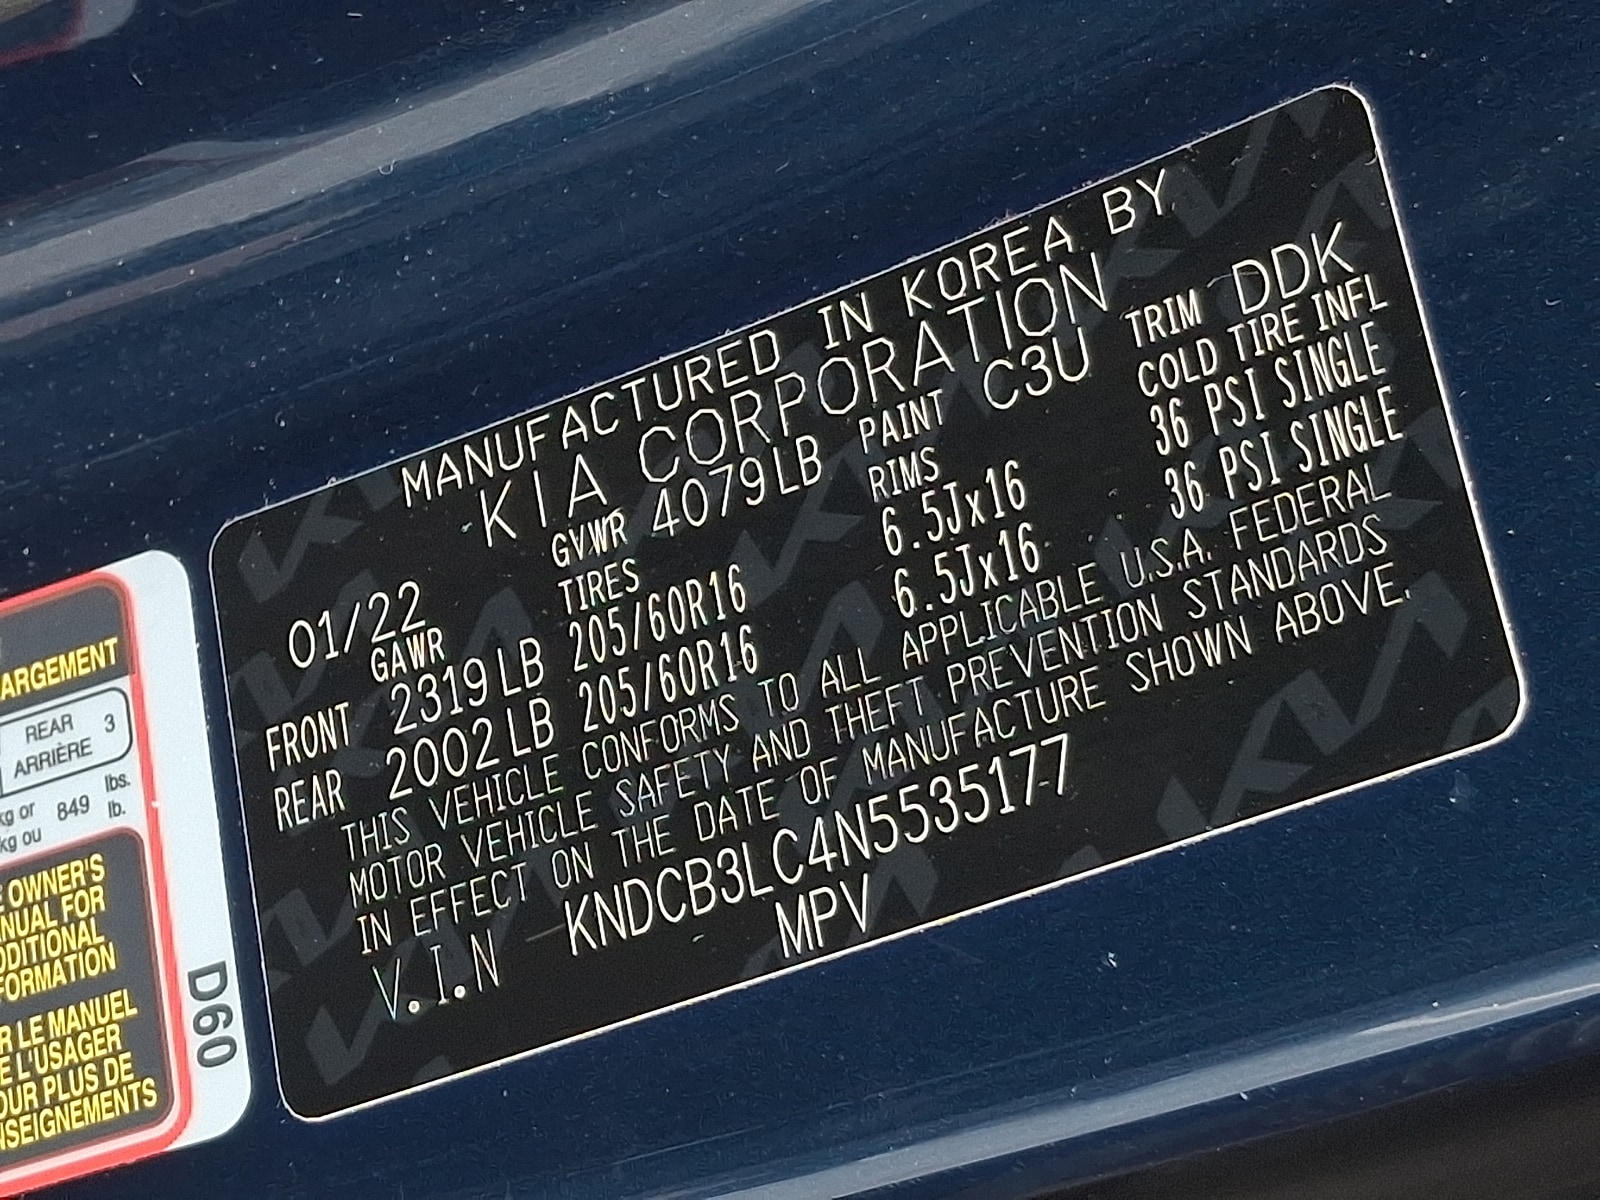 MANUFACTURED IN KOREA BY
KIA CORPORATION
01/22 GVWR 4079LB PAINT C3U TRIM DDK
GAWR TIRES RIMS COLD TIRE INFL
FRONT 2319LB 205/60R16 6.5Jx16 36 PSI SINGLE
REAR 2002LB 205/60R16 6.5Jx16 36 PSI SINGLE
THIS VEHICLE CONFORMS TO ALL APPLICABLE U.S.A. FEDERAL
MOTOR VEHICLE SAFETY AND THEFT PREVENTION STANDARDS
IN EFFECT ON THE DATE OF MANUFACTURE SHOWN ABOVE.
V.I.N KNDCB3LC4N5535177
MPV
ARGEMENT
REAR 3
ARRIÈRE
kg or 849 lbs.
kg ou lb.
E OWNER'S
ANUAL FOR
DDITIONAL
FORMATION
R LE MANUEL
E L'USAGER
OUR PLUS DE
NSEIGNEMENTS
D60